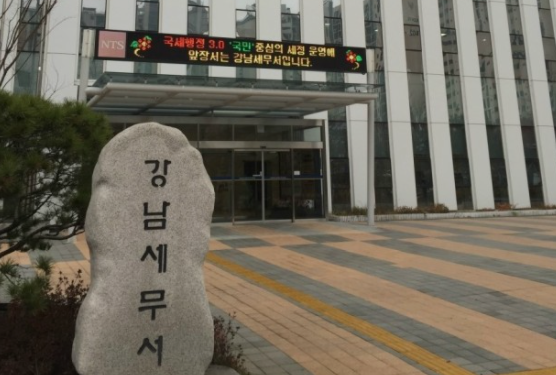 NTS
국세행정 3.0 '국민'중심의 세정 운영에
앞장서는 강남세무서입니다.
강남세무서